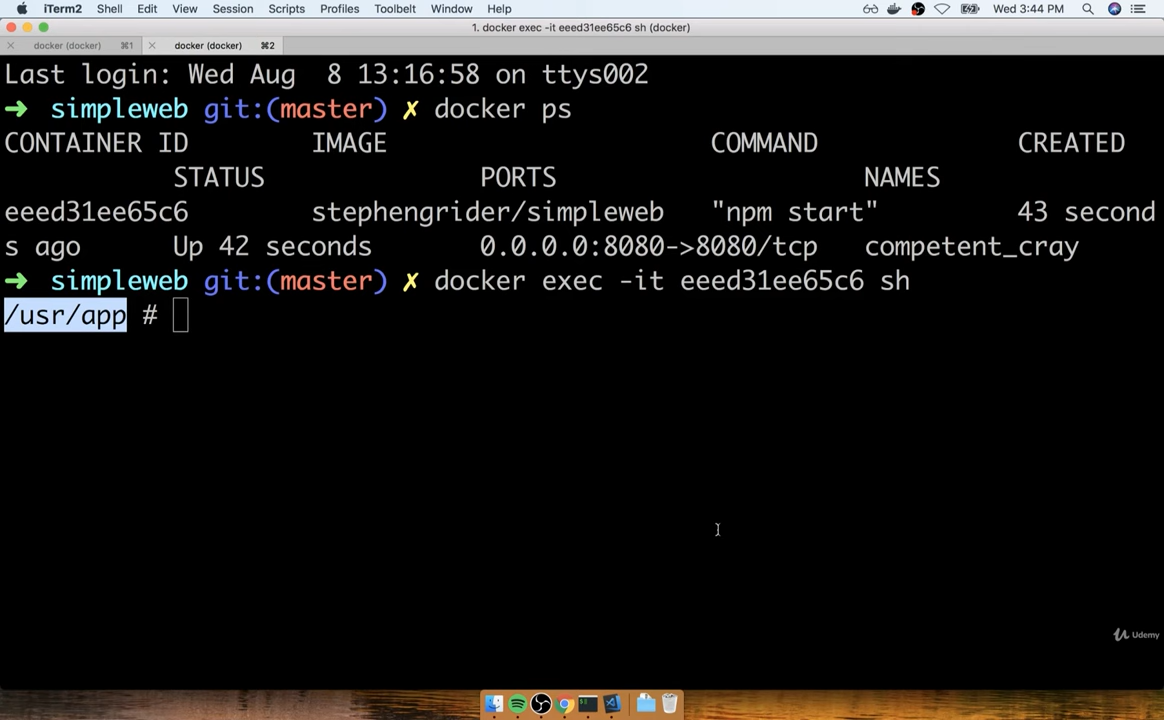 iTerm2 Shell Edit View Session Scripts Profiles Toolbelt Window Help Wed 3:44 PM
1. docker exec -it eeed31ee65c6 sh (docker)
docker (docker) ⌘1 docker (docker) ⌘2
Last login: Wed Aug  8 13:16:58 on ttys002
➜ simpleweb git:(master) ✗ docker ps
CONTAINER ID IMAGE COMMAND CREATED
STATUS PORTS NAMES
eeed31ee65c6 stephengrider/simpleweb "npm start" 43 second
s ago Up 42 seconds 0.0.0.0:8080->8080/tcp competent_cray
➜ simpleweb git:(master) ✗ docker exec -it eeed31ee65c6 sh
/usr/app #
Udemy